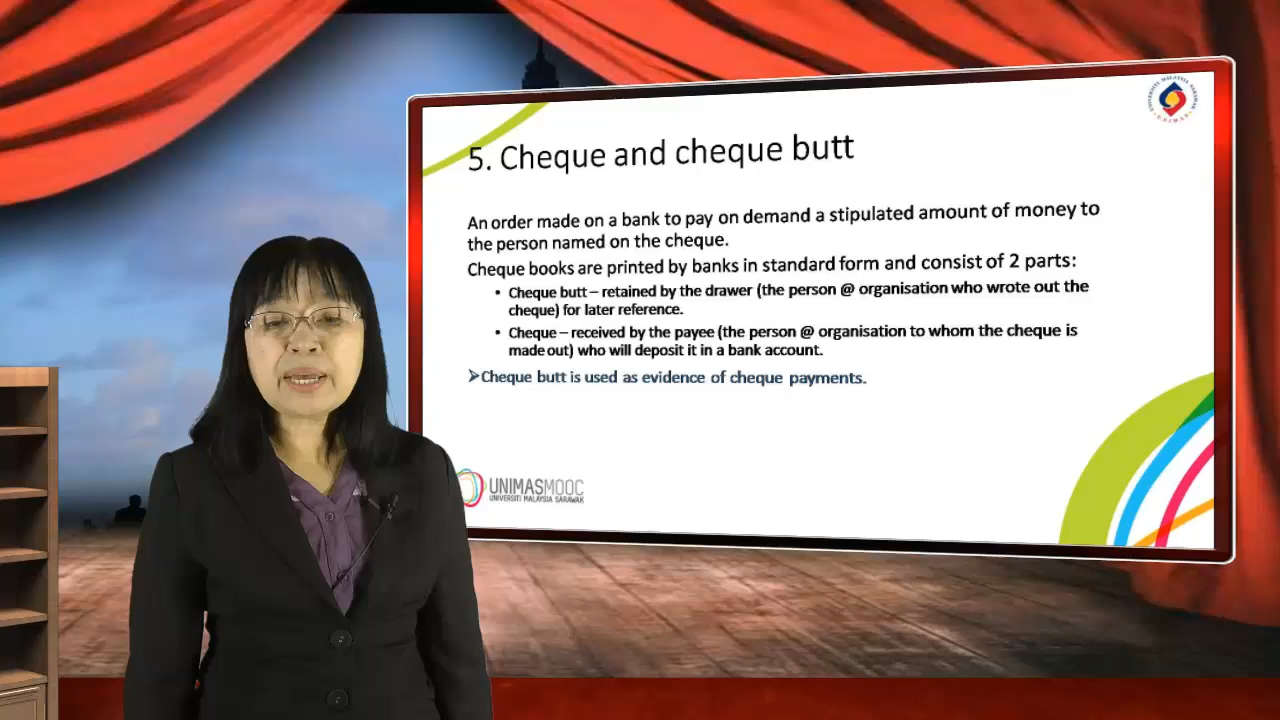 UNIVERSITI MALAYSIA SARAWAK
UNIMAS
5. Cheque and cheque butt
An order made on a bank to pay on demand a stipulated amount of money to
the person named on the cheque.
Cheque books are printed by banks in standard form and consist of 2 parts:
• Cheque butt – retained by the drawer (the person @ organisation who wrote out the
cheque) for later reference.
• Cheque – received by the payee (the person @ organisation to whom the cheque is
made out) who will deposit it in a bank account.
➢Cheque butt is used as evidence of cheque payments.
UNIMASMOOC
UNIVERSITI MALAYSIA SARAWAK